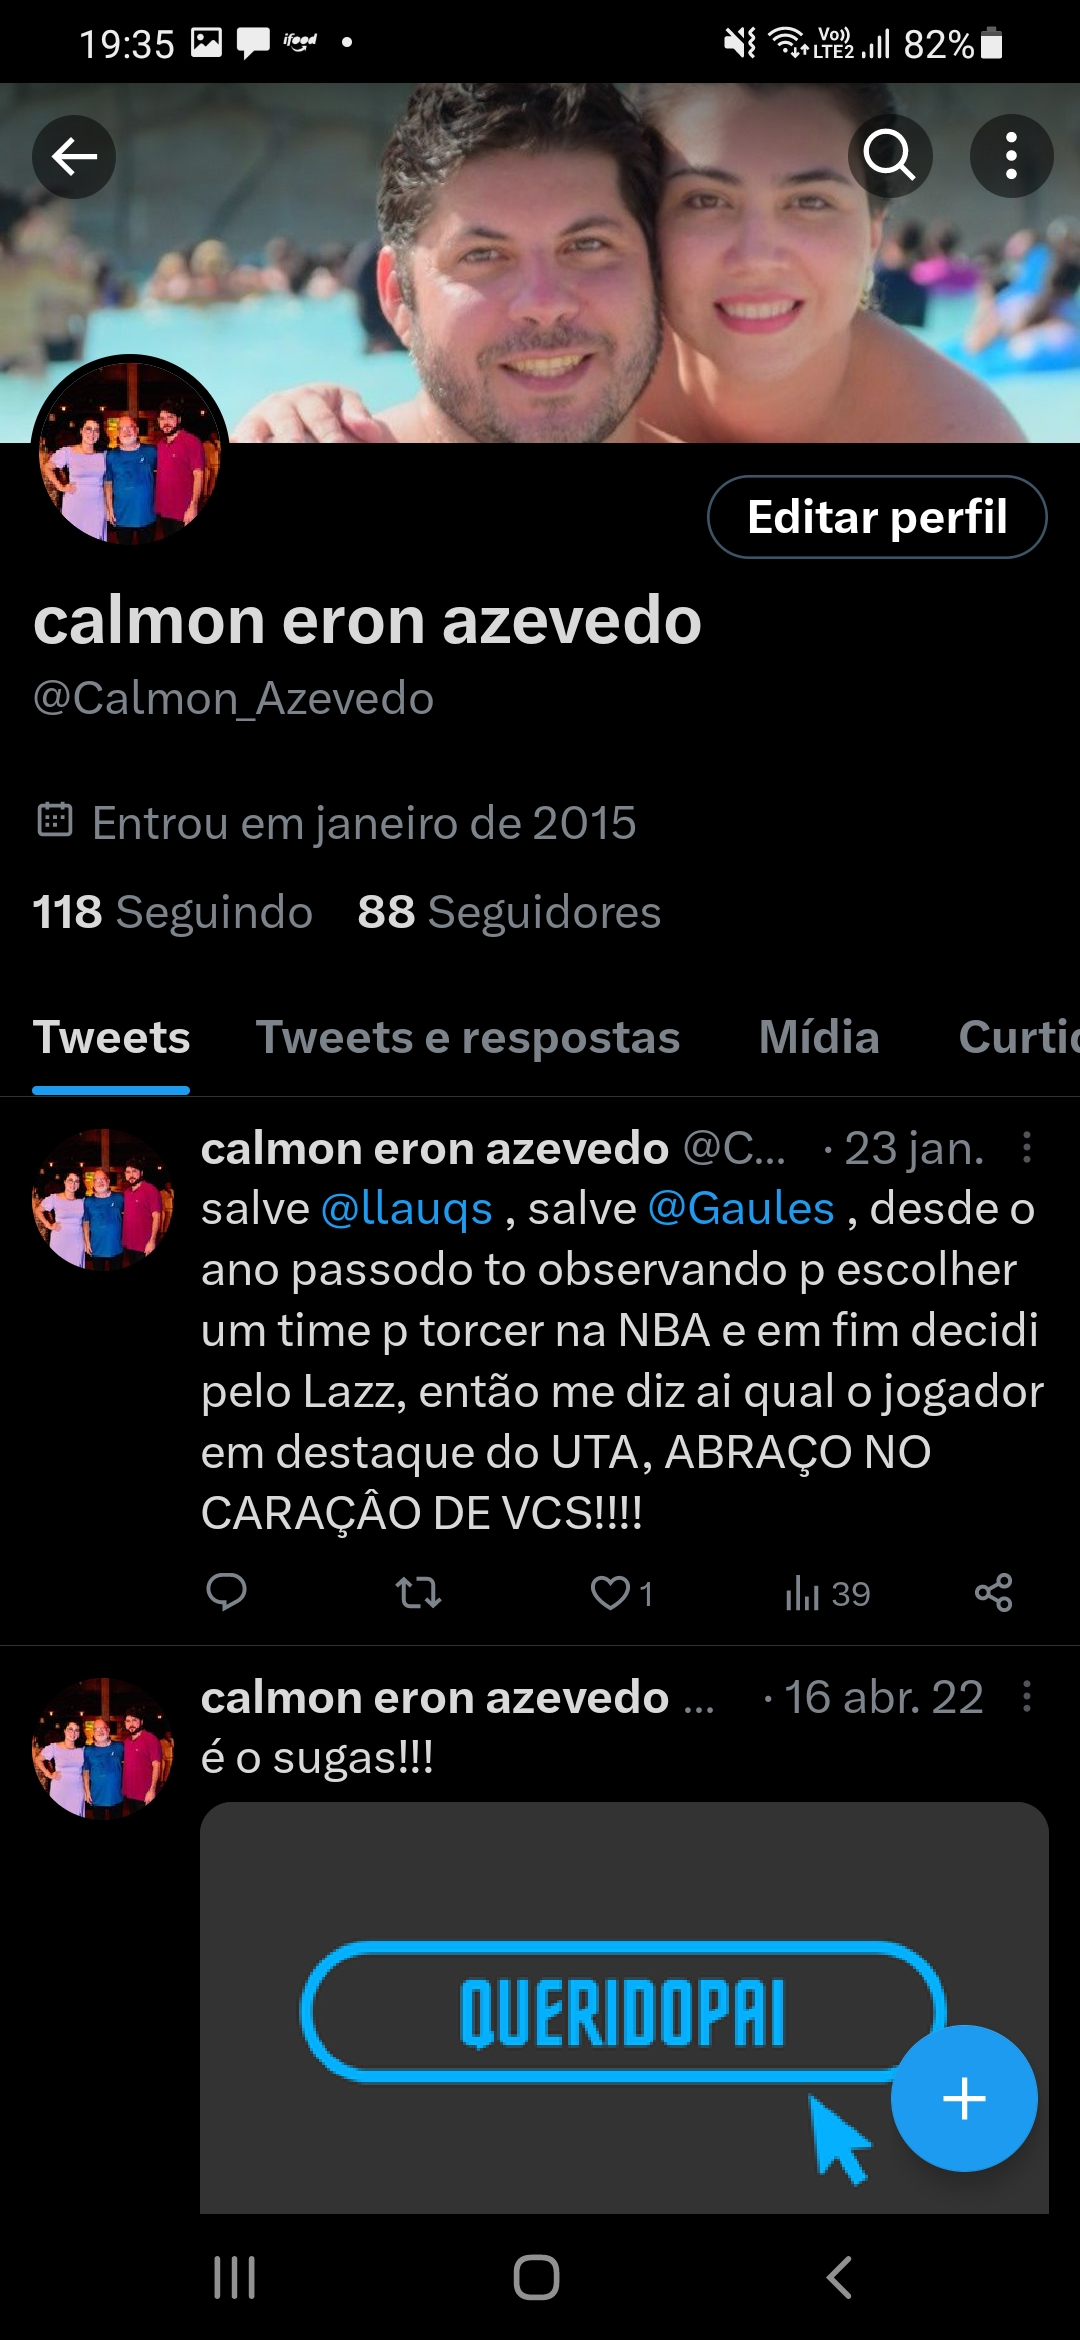 19:35 ifood Vo)) LTE2 82%
Editar perfil
calmon eron azevedo
@Calmon_Azevedo
Entrou em janeiro de 2015
118 Seguindo 88 Seguidores
Tweets Tweets e respostas Mídia Curtic
calmon eron azevedo @C... · 23 jan.
salve @llauqs , salve @Gaules , desde o
ano passodo to observando p escolher
um time p torcer na NBA e em fim decidi
pelo Lazz, então me diz ai qual o jogador
em destaque do UTA, ABRAÇO NO
CARAÇÂO DE VCS!!!!
1 39
calmon eron azevedo ... · 16 abr. 22
é o sugas!!!
QUERIDOPAI